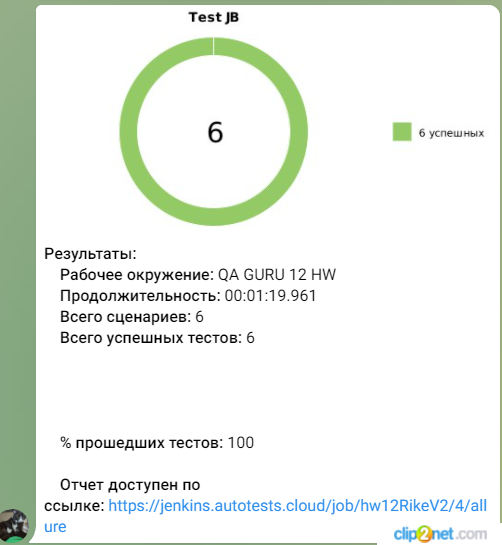 Test JB
6
6 успешных
Результаты:
Рабочее окружение: QA GURU 12 HW
Продолжительность: 00:01:19.961
Всего сценариев: 6
Всего успешных тестов: 6
% прошедших тестов: 100
Отчет доступен по
ссылке: https://jenkins.autotests.cloud/job/hw12RikeV2/4/all
ure
clip2net.com